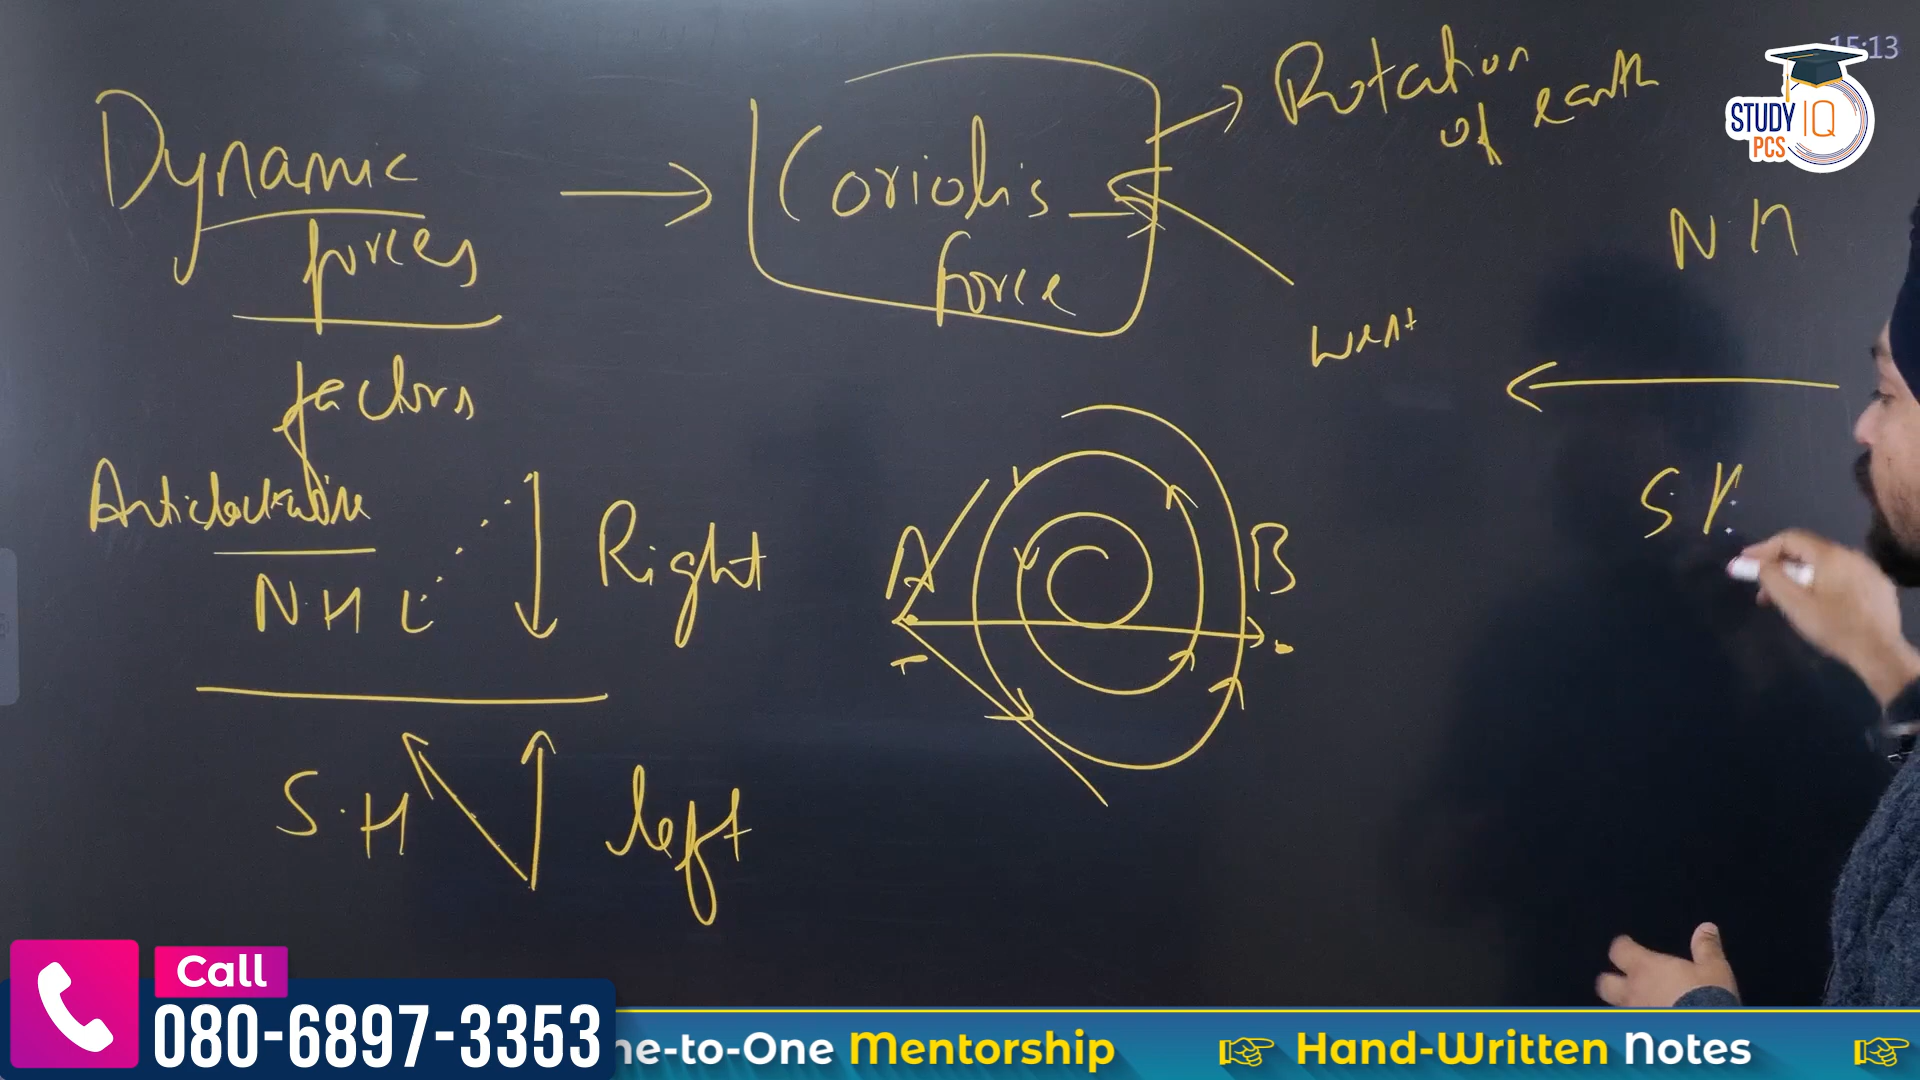 15:13
STUDY IQ
PCS
Dynamic
forces
factors
Coriolis
force
Rotation
of earth
N.H
West
S.H
Anticlockwise
N.H
Right
A
B
S.H
left
Call
080-6897-3353
ne-to-One Mentorship
Hand-Written Notes